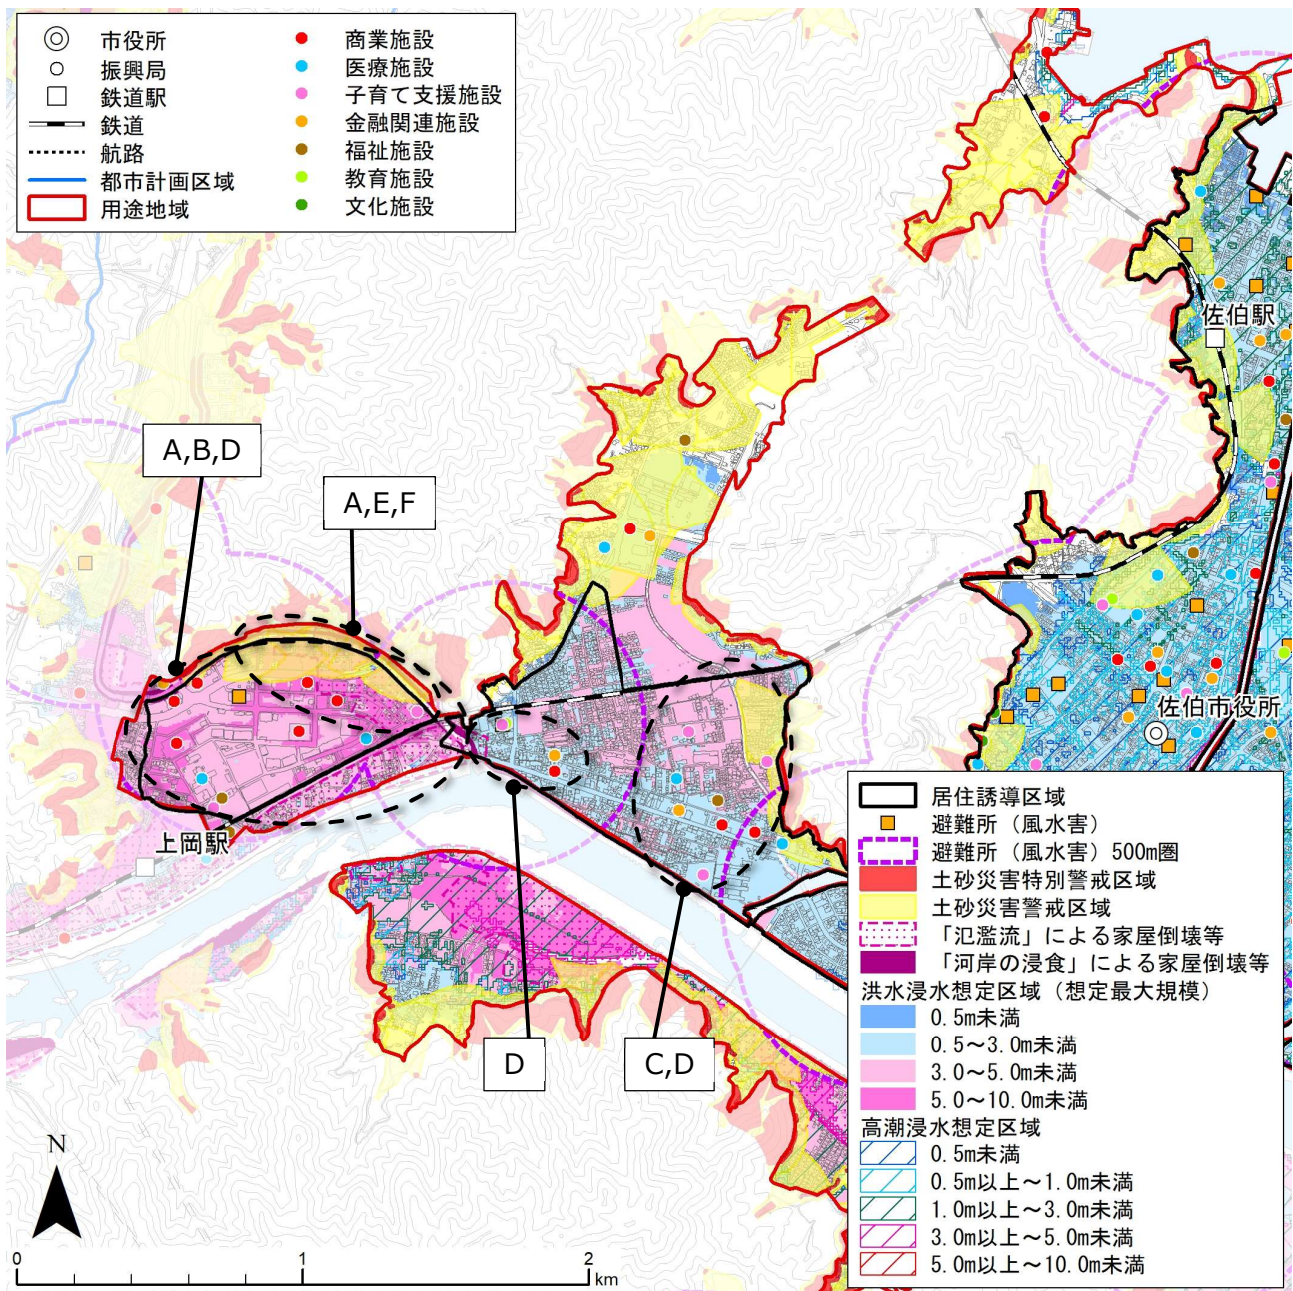 市役所
振興局
鉄道駅
鉄道
航路
都市計画区域
用途地域
商業施設
医療施設
子育て支援施設
金融関連施設
福祉施設
教育施設
文化施設
佐伯駅
A,B,D
A,E,F
佐伯市役所
上岡駅
D
C,D
居住誘導区域
避難所（風水害）
避難所（風水害）500m圏
土砂災害特別警戒区域
土砂災害警戒区域
「氾濫流」による家屋倒壊等
「河岸の浸食」による家屋倒壊等
洪水浸水想定区域（想定最大規模）
0.5m未満
0.5～3.0m未満
3.0～5.0m未満
5.0～10.0m未満
高潮浸水想定区域
0.5m未満
0.5m以上～1.0m未満
1.0m以上～3.0m未満
3.0m以上～5.0m未満
5.0m以上～10.0m未満
N
0 1 2
km